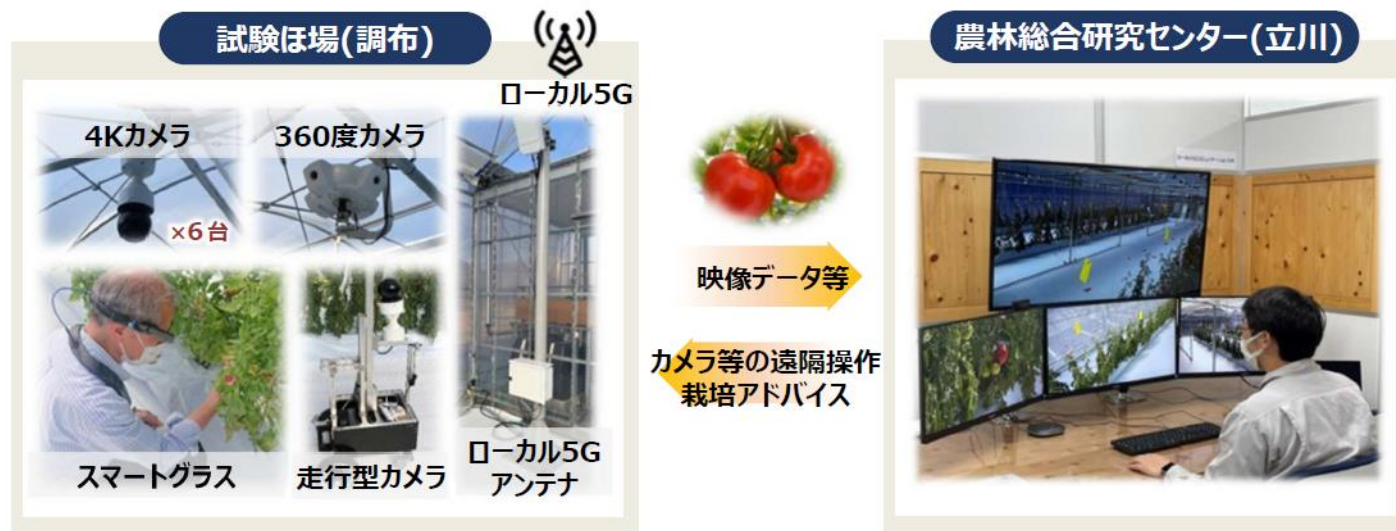 試験ほ場(調布)
ローカル5G
4Kカメラ
360度カメラ
×6台
スマートグラス
走行型カメラ
ローカル5G
アンテナ
映像データ等
カメラ等の遠隔操作
栽培アドバイス
農林総合研究センター(立川)